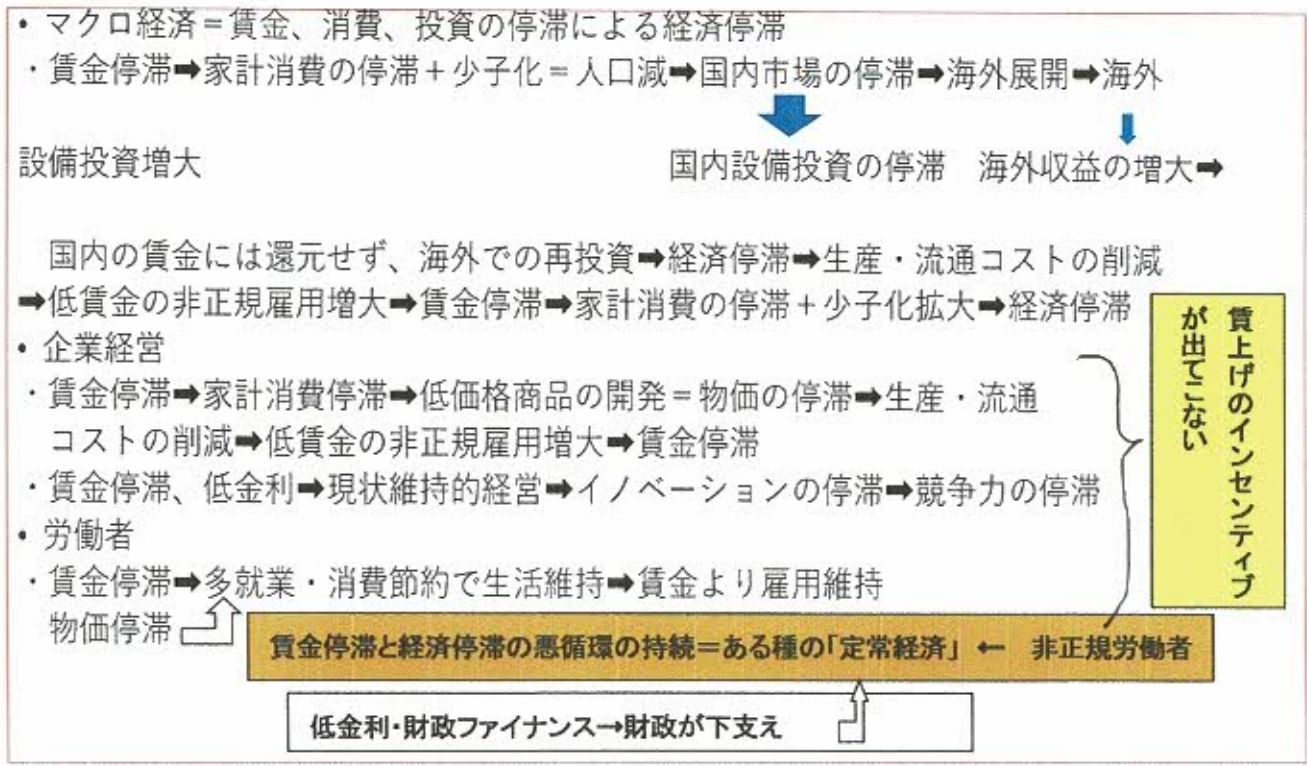 • マクロ経済＝賃金、消費、投資の停滞による経済停滞
・賃金停滞➡家計消費の停滞＋少子化＝人口減➡国内市場の停滞➡海外展開➡海外
設備投資増大　国内設備投資の停滞　海外収益の増大➡
国内の賃金には還元せず、海外での再投資➡経済停滞➡生産・流通コストの削減
➡低賃金の非正規雇用増大➡賃金停滞➡家計消費の停滞＋少子化拡大➡経済停滞
• 企業経営
・賃金停滞➡家計消費停滞➡低価格商品の開発＝物価の停滞➡生産・流通
コストの削減➡低賃金の非正規雇用増大➡賃金停滞
・賃金停滞、低金利➡現状維持的経営➡イノベーションの停滞➡競争力の停滞
• 労働者
・賃金停滞➡多就業・消費節約で生活維持➡賃金より雇用維持
物価停滞
賃上げのインセンティブ
が出てこない
賃金停滞と経済停滞の悪循環の持続＝ある種の「定常経済」 ← 非正規労働者
低金利・財政ファイナンス→財政が下支え